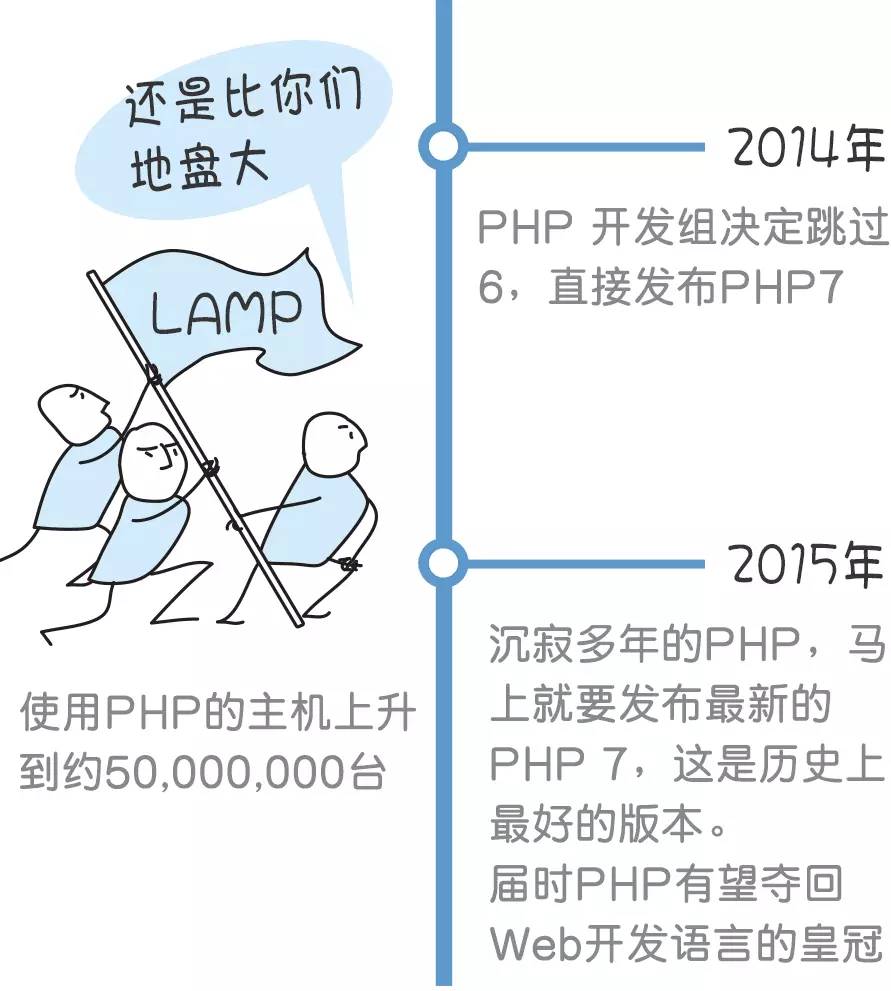 还是比你们
地盘大
LAMP
使用PHP的主机上升
到约50,000,000台
2014年
PHP 开发组决定跳过
6，直接发布PHP7
2015年
沉寂多年的PHP，马
上就要发布最新的
PHP 7，这是历史上
最好的版本。
届时PHP有望夺回
Web开发语言的皇冠